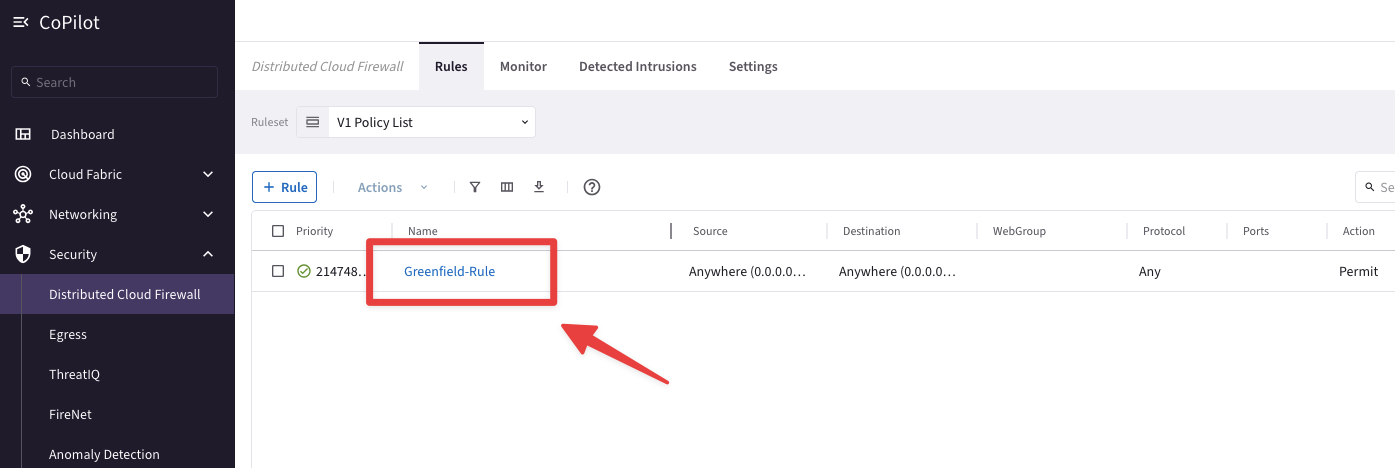 CoPilot
Search
Dashboard
Cloud Fabric
Networking
Security
Distributed Cloud Firewall
Egress
ThreatIQ
FireNet
Anomaly Detection
Distributed Cloud Firewall Rules Monitor Detected Intrusions Settings
Ruleset V1 Policy List
+ Rule Actions Se
Priority Name Source Destination WebGroup Protocol Ports Action
214748... Greenfield-Rule Anywhere (0.0.0.0... Anywhere (0.0.0.0... Any Permit